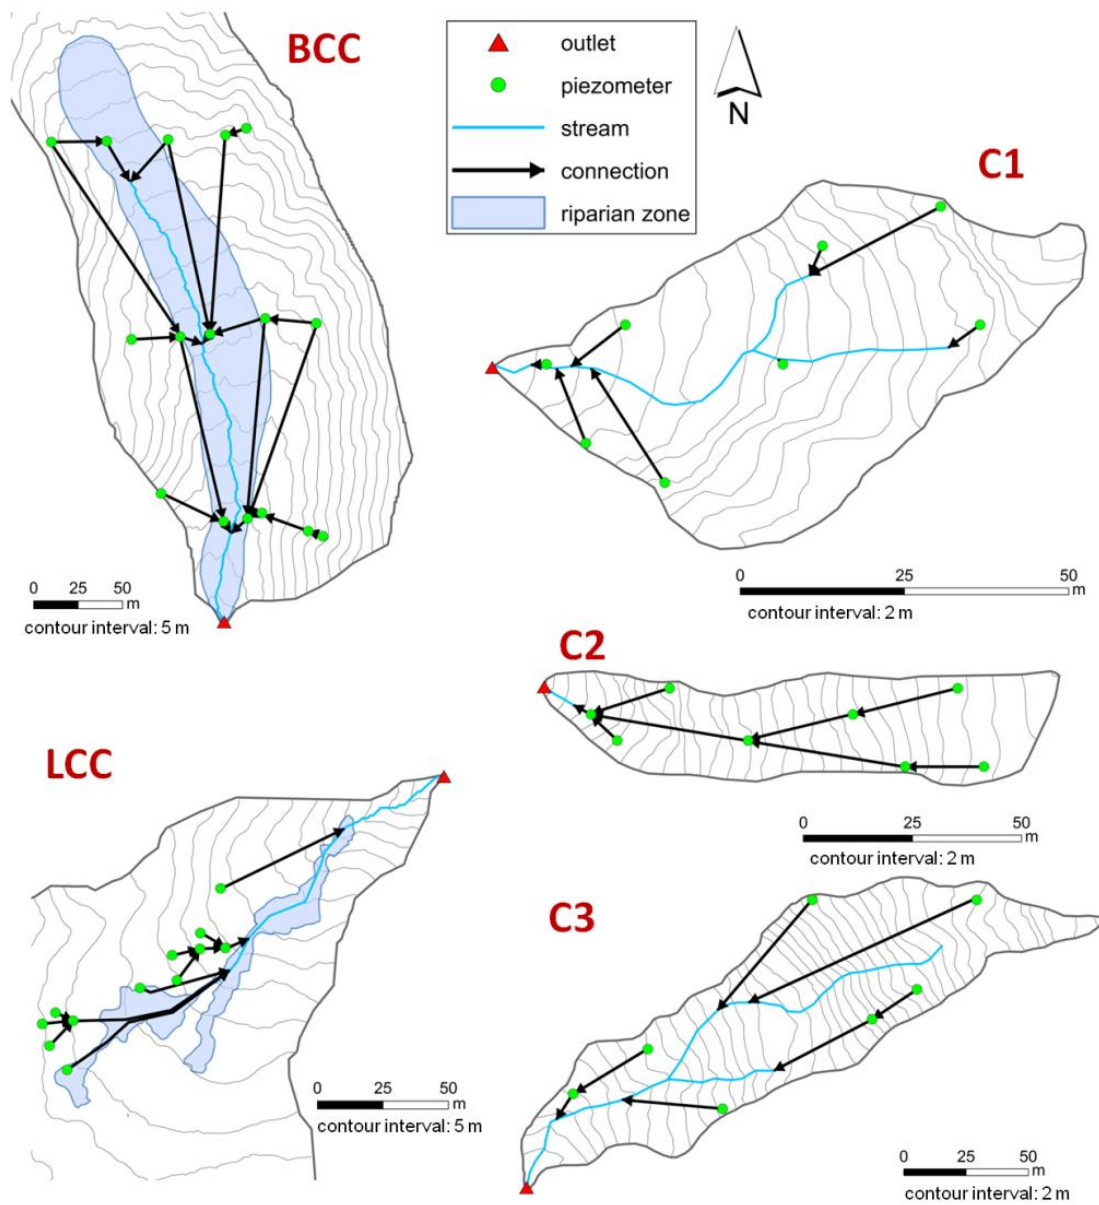 BCC
outlet
piezometer
stream
connection
riparian zone
N
C1
0 25 50
m
contour interval: 5 m
0 25 50
m
contour interval: 2 m
C2
0 25 50
m
contour interval: 2 m
LCC
0 25 50
m
contour interval: 5 m
C3
0 25 50
m
contour interval: 2 m